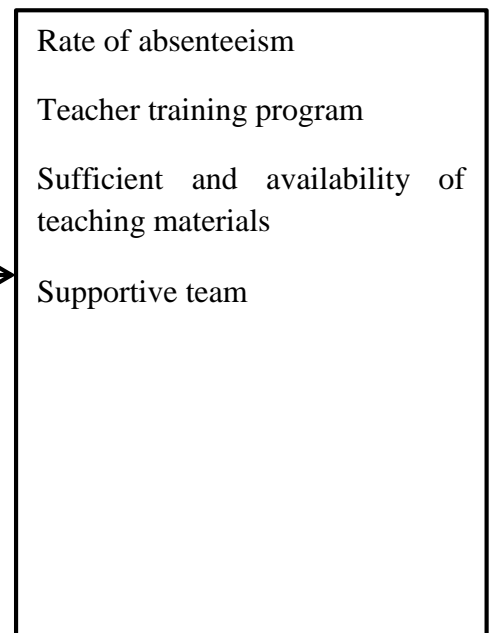 Rate of absenteeism
Teacher training program
Sufficient and availability of
teaching materials
Supportive team